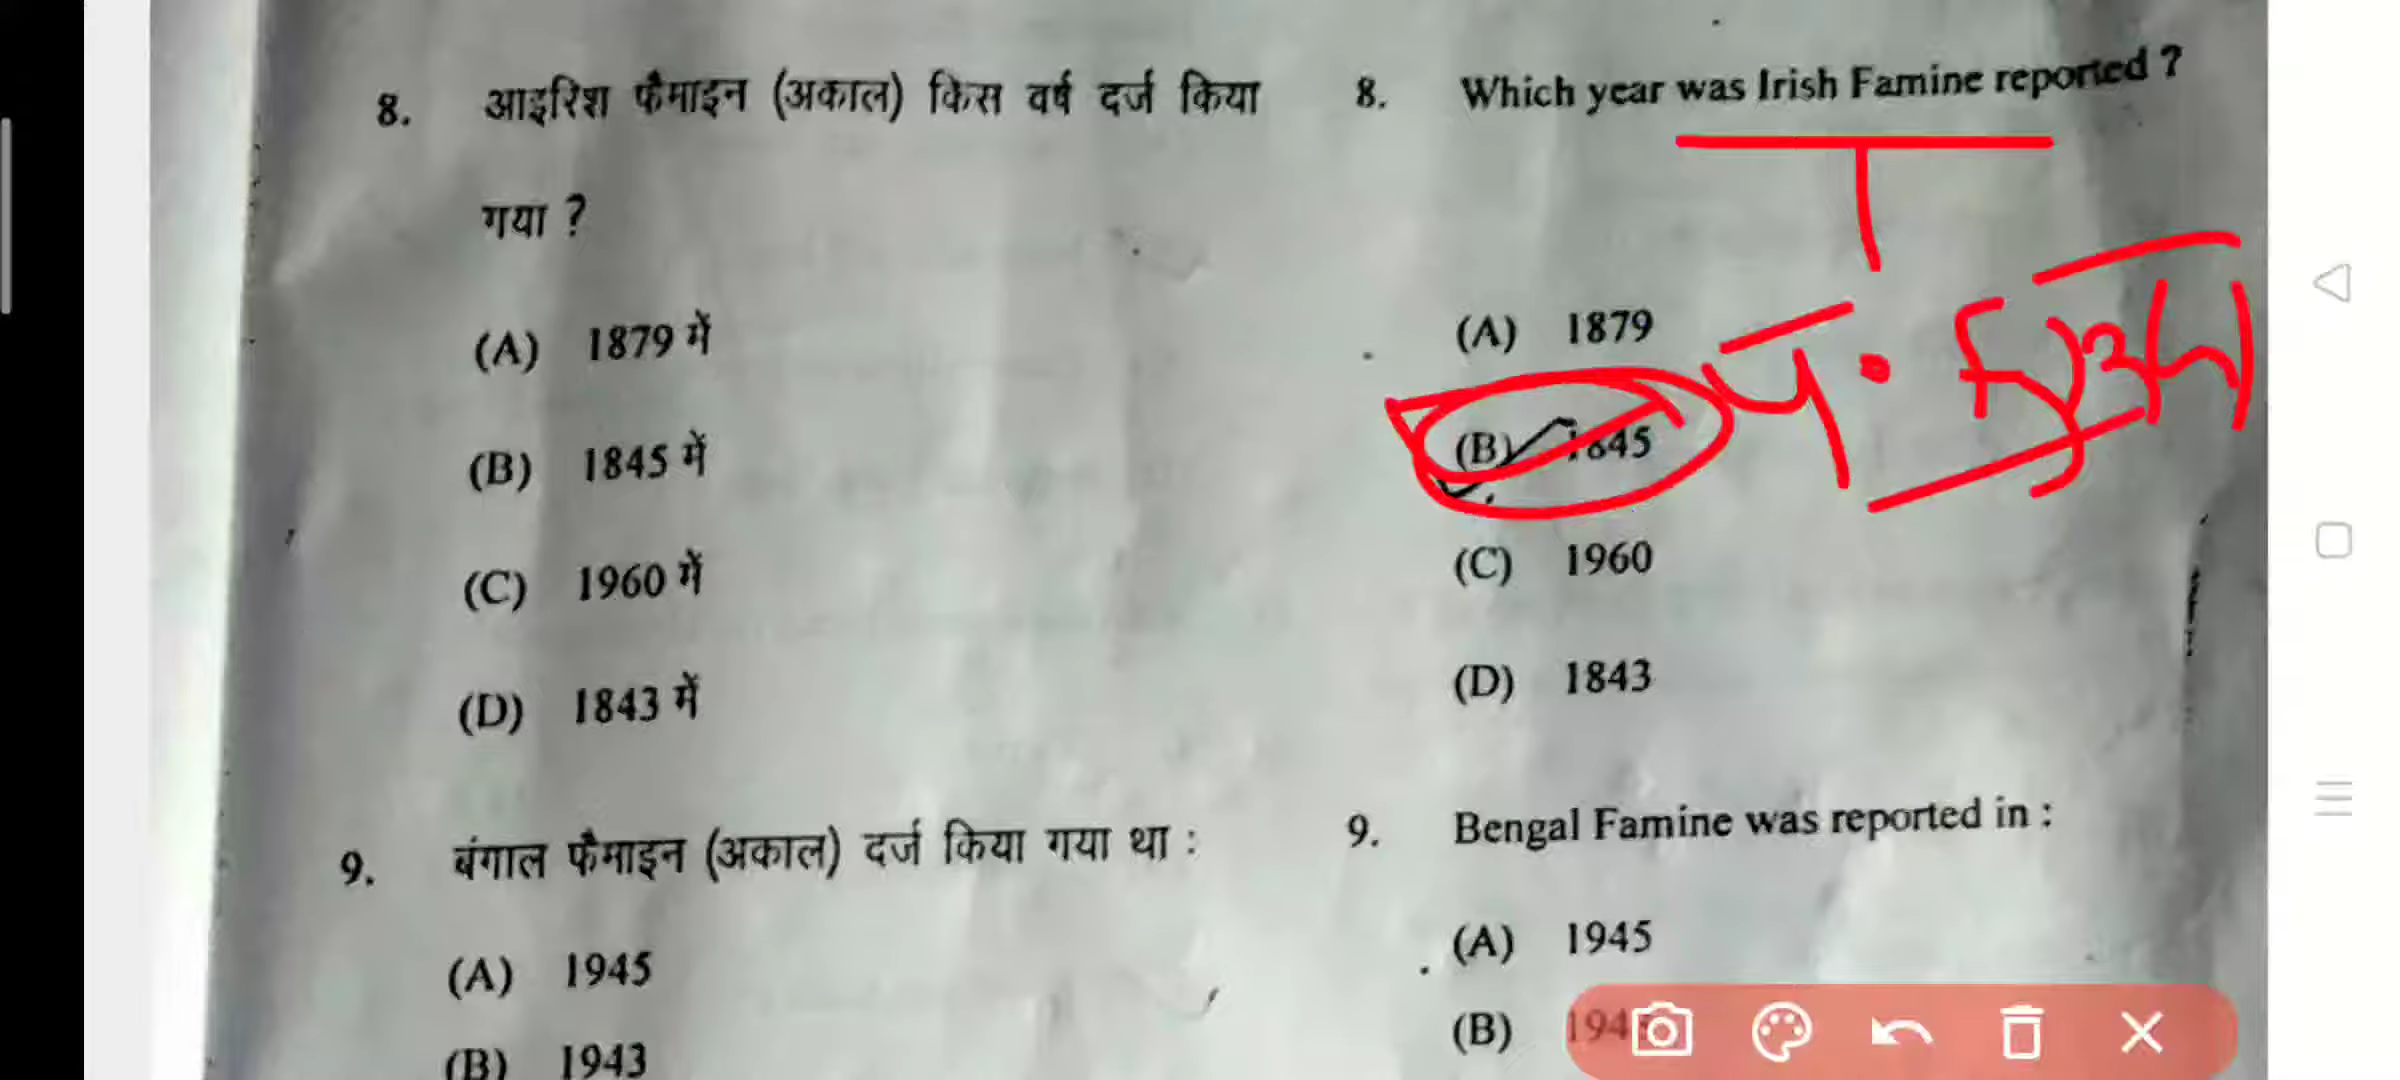 8. आइरिश फैमाइन (अकाल) किस वर्ष दर्ज किया
गया ?
(A) 1879 में
(B) 1845 में
(C) 1960 में
(D) 1843 में
9. बंगाल फैमाइन (अकाल) दर्ज किया गया था :
(A) 1945
(B) 1943
8. Which year was Irish Famine reported ?
(A) 1879
(B) 1845
(C) 1960
(D) 1843
9. Bengal Famine was reported in :
(A) 1945
(B)